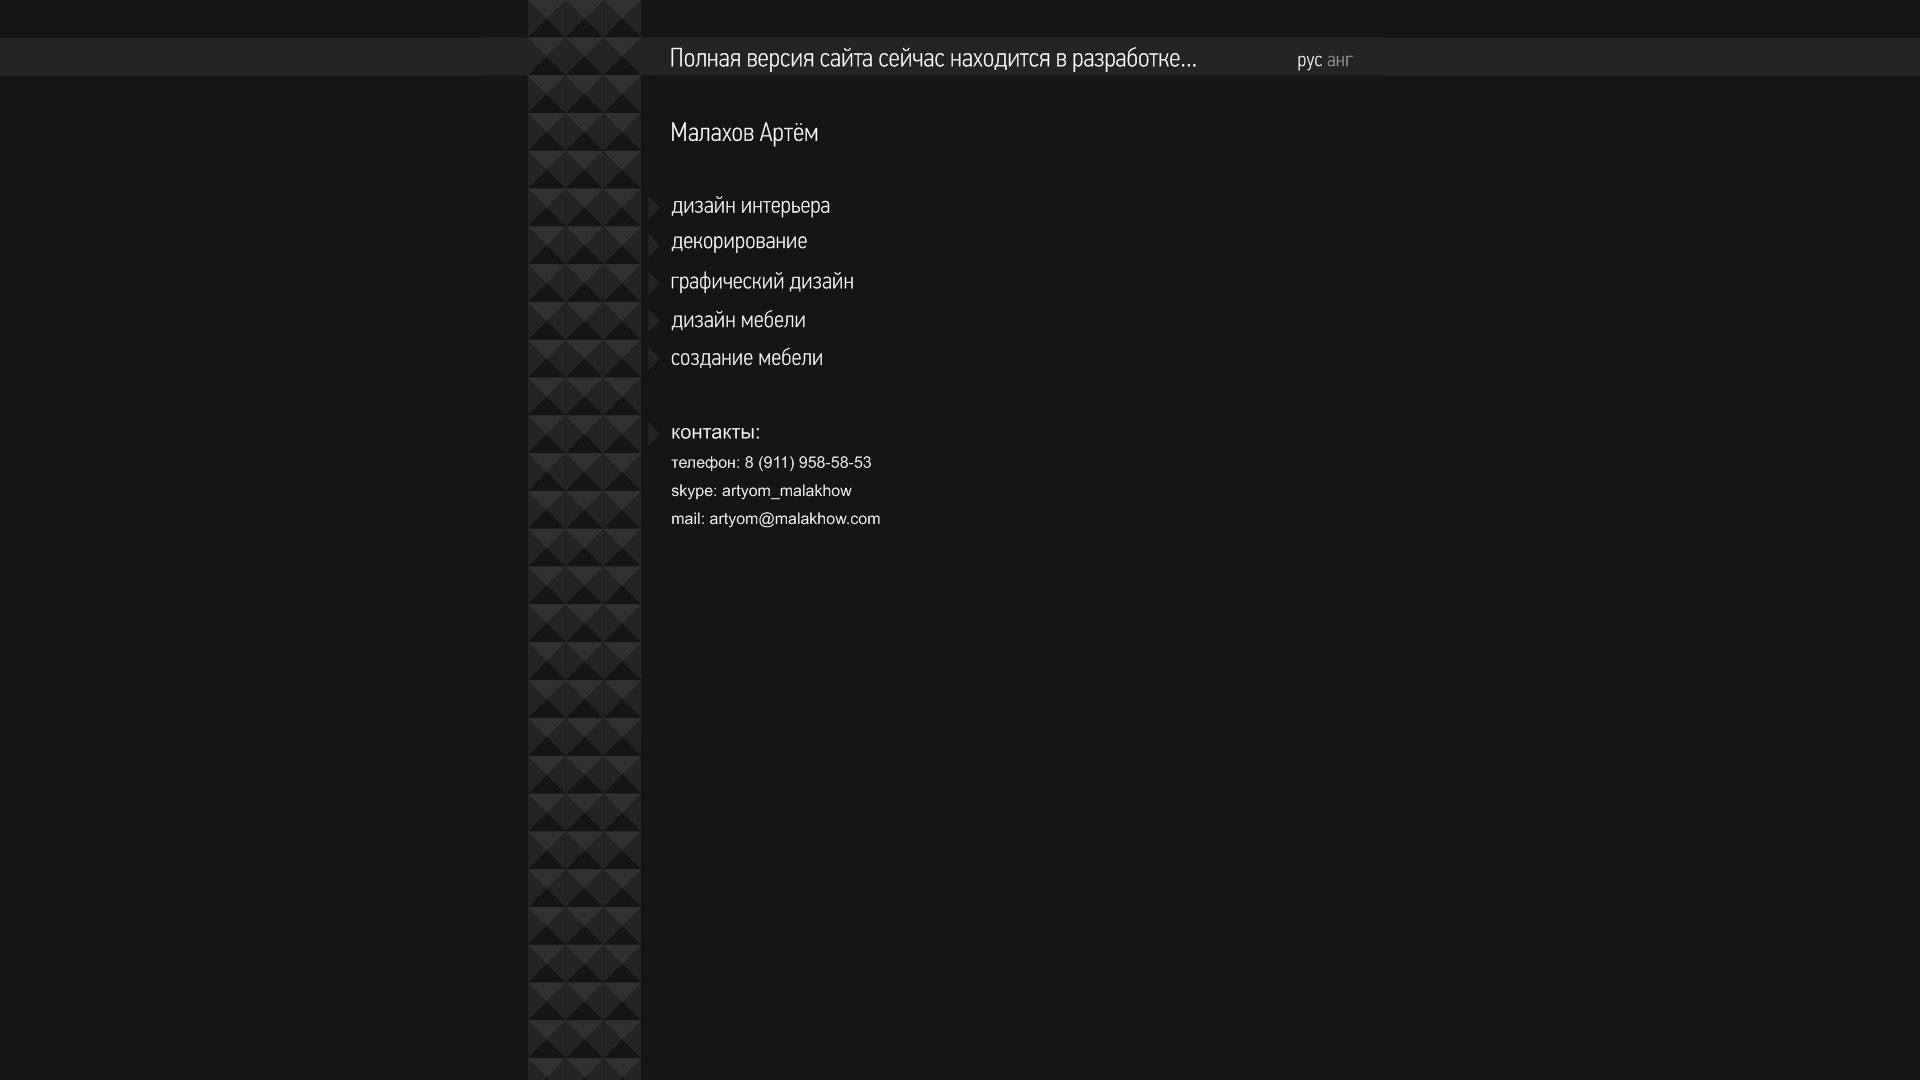 Полная версия сайта сейчас находится в разработке...
рус анг
Малахов Артём
дизайн интерьера
декорирование
графический дизайн
дизайн мебели
создание мебели
контакты:
телефон: 8 (911) 958-58-53
skype: artyom_malakhow
mail: artyom@malakhow.com